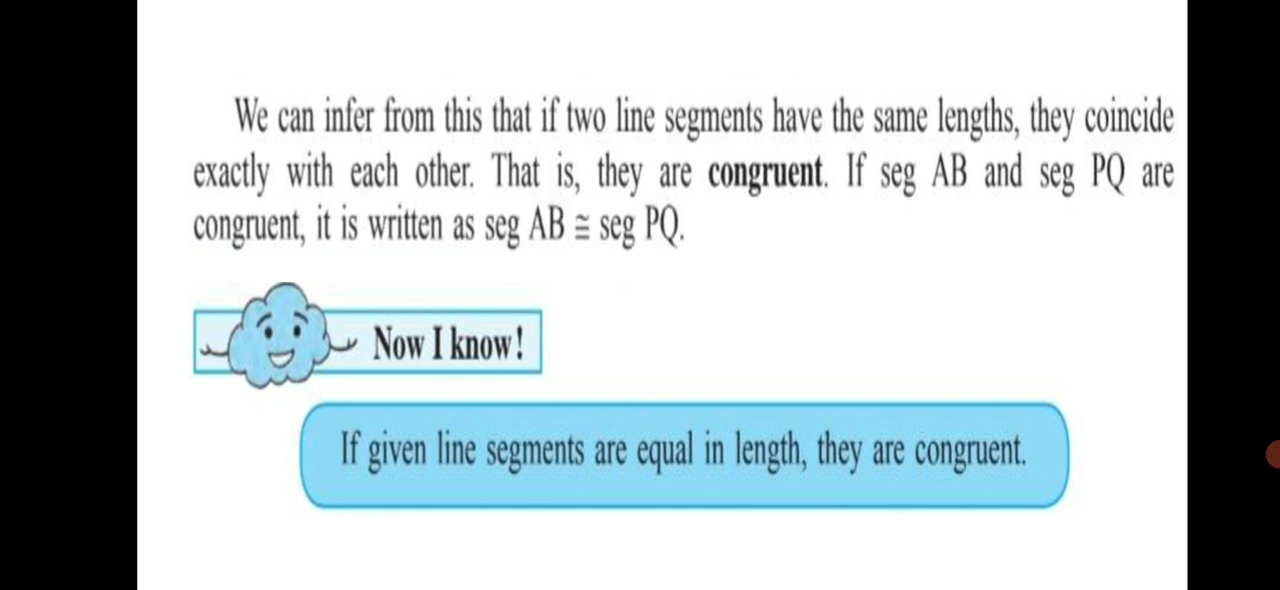 We can infer from this that if two line segments have the same lengths, they coincide
exactly with each other. That is, they are congruent. If seg AB and seg PQ are
congruent, it is written as seg AB ≅ seg PQ.
Now I know!
If given line segments are equal in length, they are congruent.